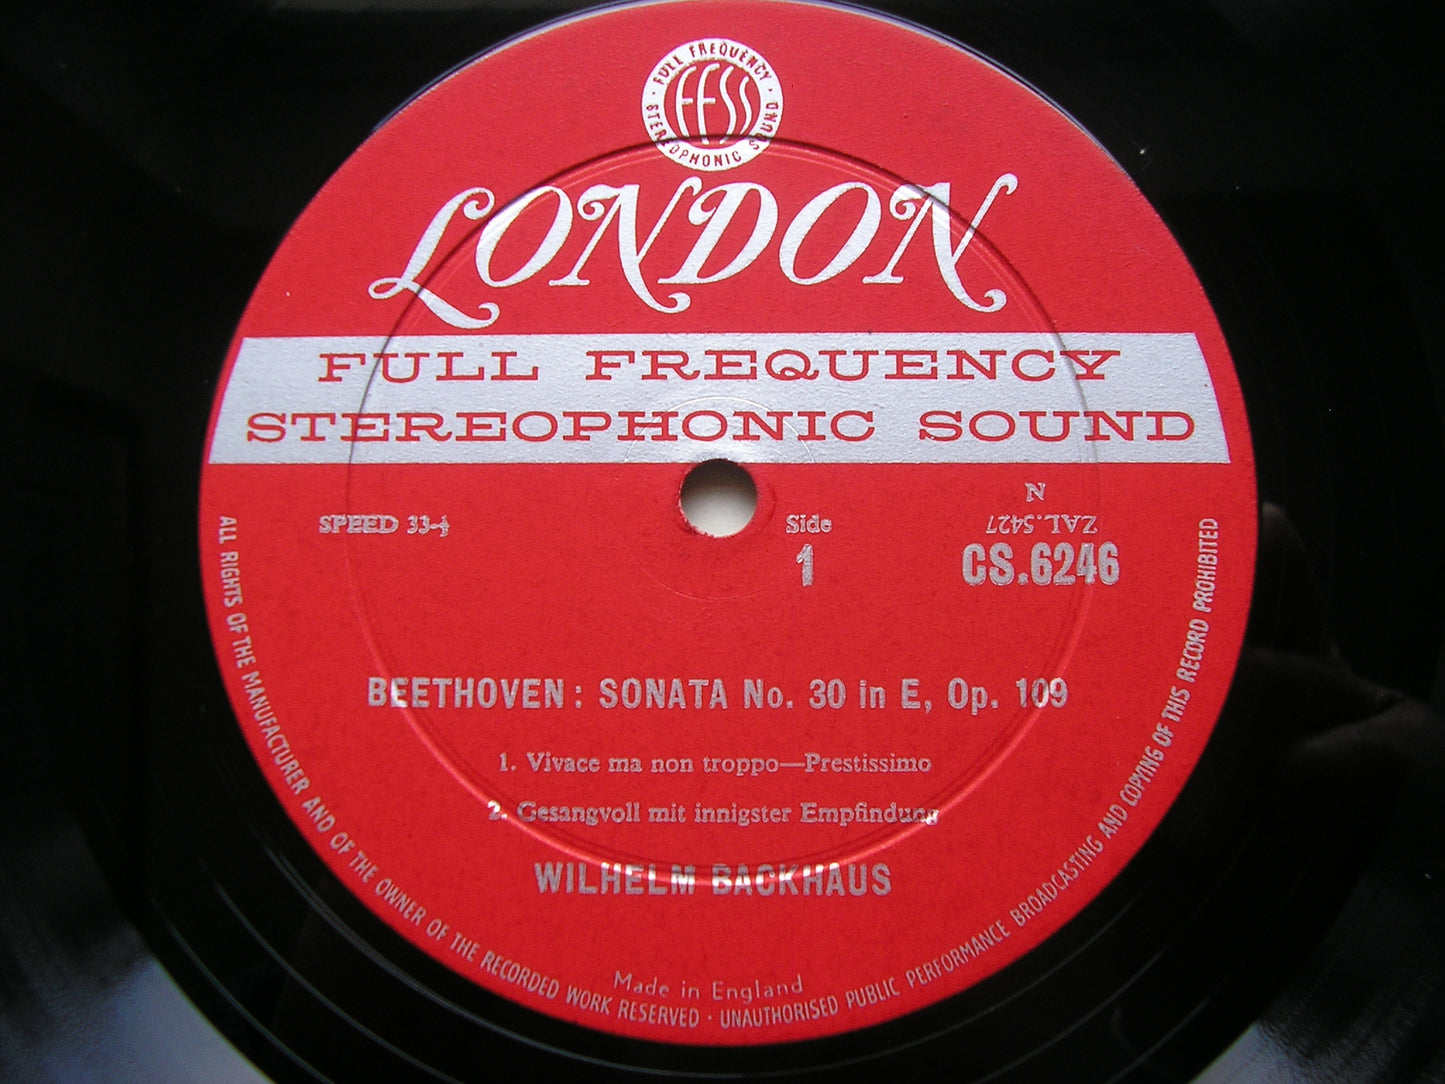 FULL FREQUENCY
FFSS
STEREOPHONIC SOUND
LONDON
FULL FREQUENCY
STEREOPHONIC SOUND
N
SPEED 33-⅓
Side
ZAL.5427
1
CS.6246
BEETHOVEN : SONATA No. 30 in E, Op. 109
1. Vivace ma non troppo—Prestissimo
2. Gesangvoll mit innigster Empfindung
WILHELM BACKHAUS
Made in England
ALL RIGHTS OF THE MANUFACTURER AND OF THE OWNER OF THE RECORDED WORK RESERVED · UNAUTHORISED PUBLIC PERFORMANCE BROADCASTING AND COPYING OF THIS RECORD PROHIBITED